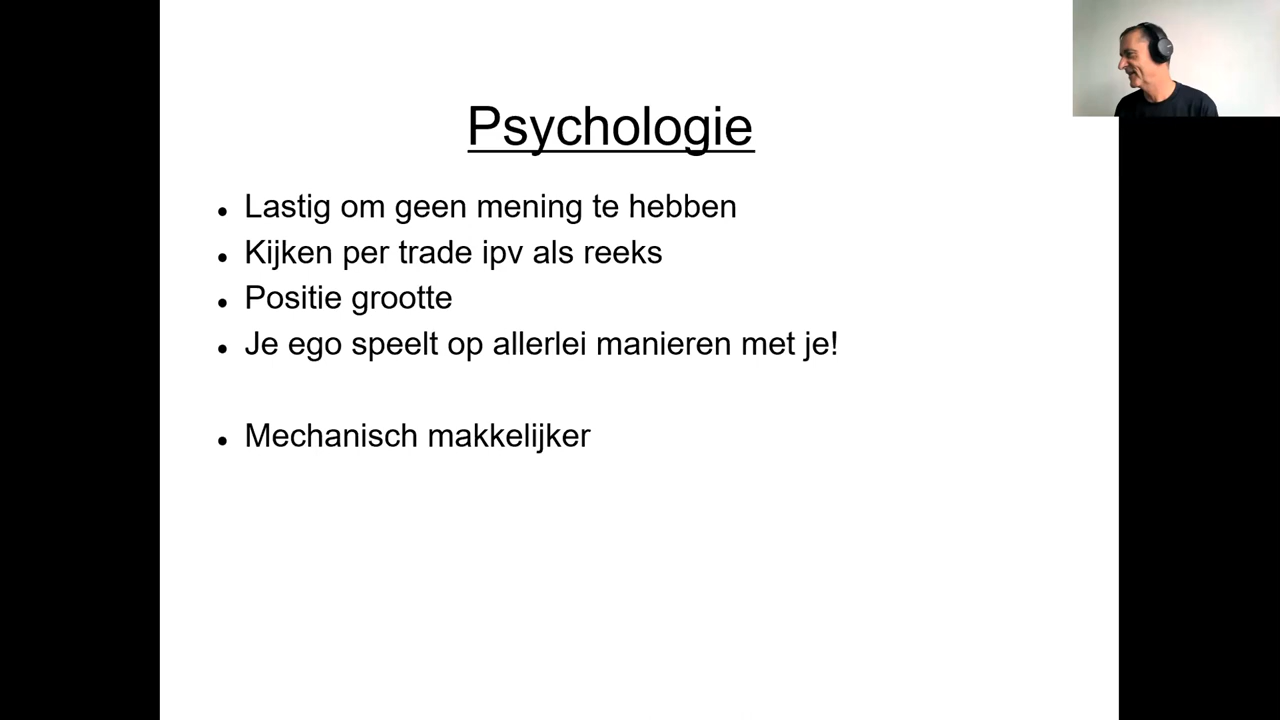 Psychologie
Lastig om geen mening te hebben
Kijken per trade ipv als reeks
Positie grootte
Je ego speelt op allerlei manieren met je!
Mechanisch makkelijker